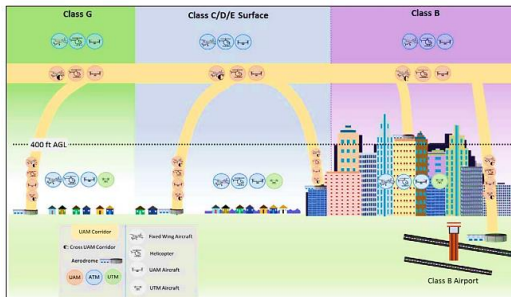 Class G
Class C/D/E Surface
Class B
400 ft AGL
UAM Corridor
Cross UAM Corridor
Aerodrome
UAM
ATM
UTM
Fixed Wing Aircraft
Helicopter
UAM Aircraft
UTM Aircraft
Class B Airport